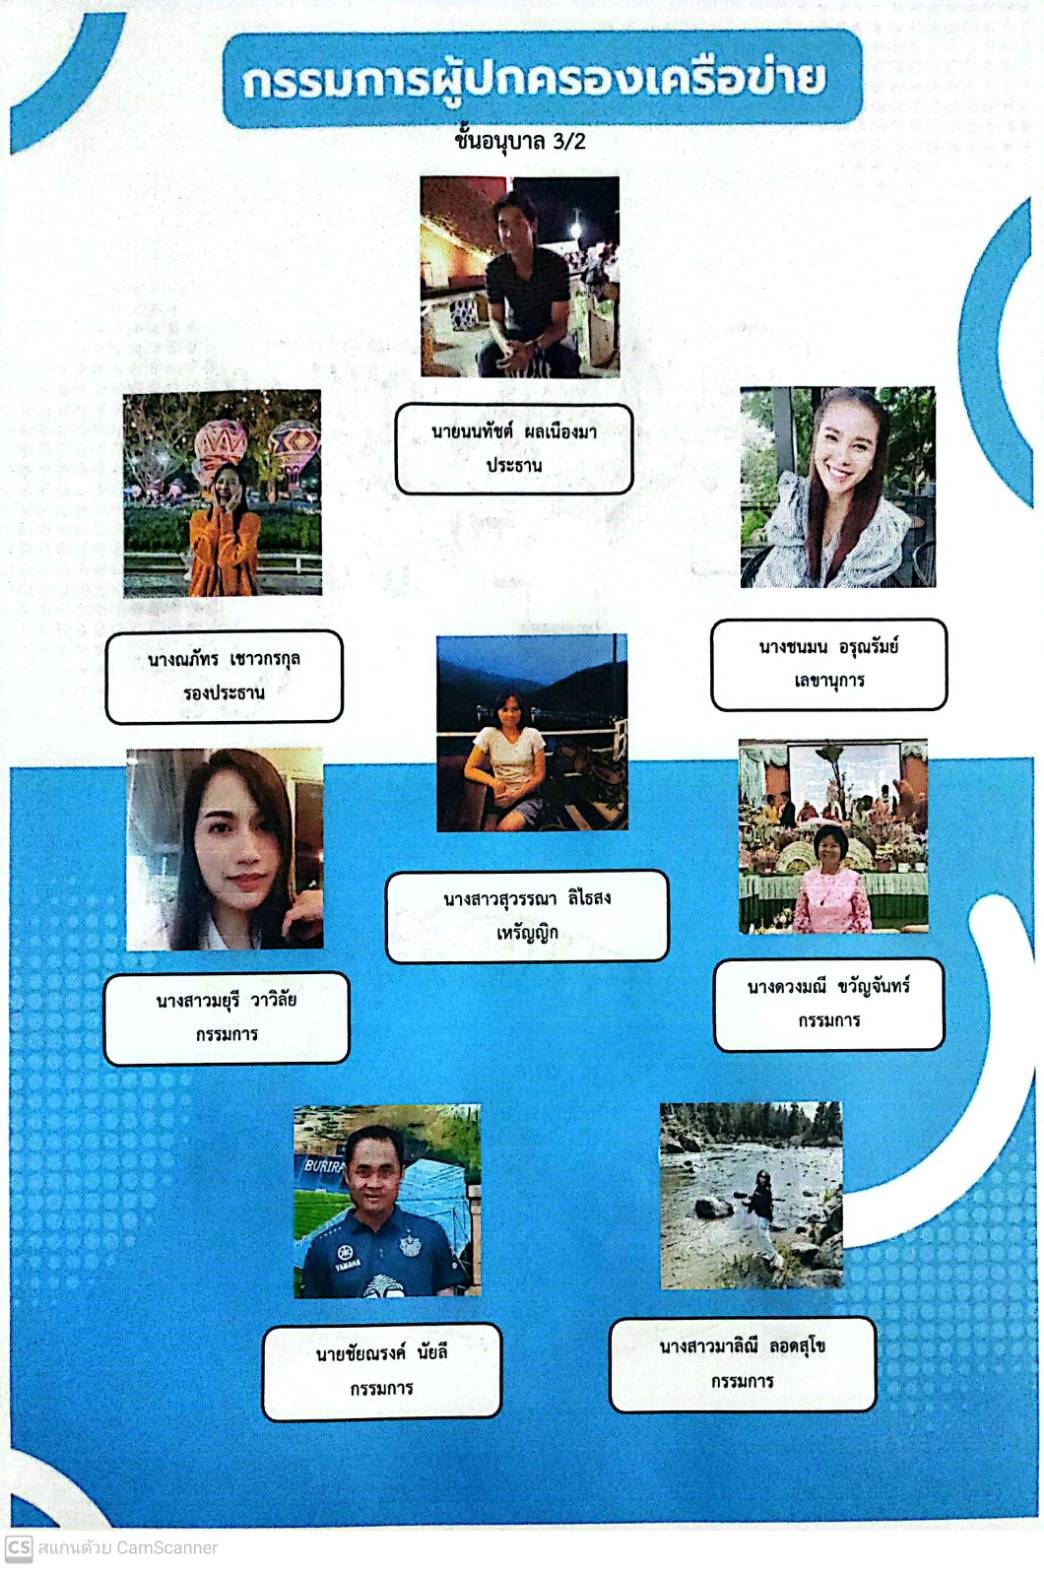 กรรมการผู้ปกครองเครือข่าย
ชั้นอนุบาล 3/2
นายนนทัชต์ ผลเนืองมา
ประธาน
นางณภัทร เชาวกรกุล
รองประธาน
นางชนมน อรุณรัมย์
เลขานุการ
นางสาวสุวรรณา ลิไธสง
เหรัญญิก
นางสาวมยุรี วาวิลัย
กรรมการ
นางดวงมณี ขวัญจันทร์
กรรมการ
BURIRA
YAMAHA
นายชัยณรงค์ นัยลี
กรรมการ
นางสาวมาลิณี ลอดสุโข
กรรมการ
CS สแกนด้วย CamScanner